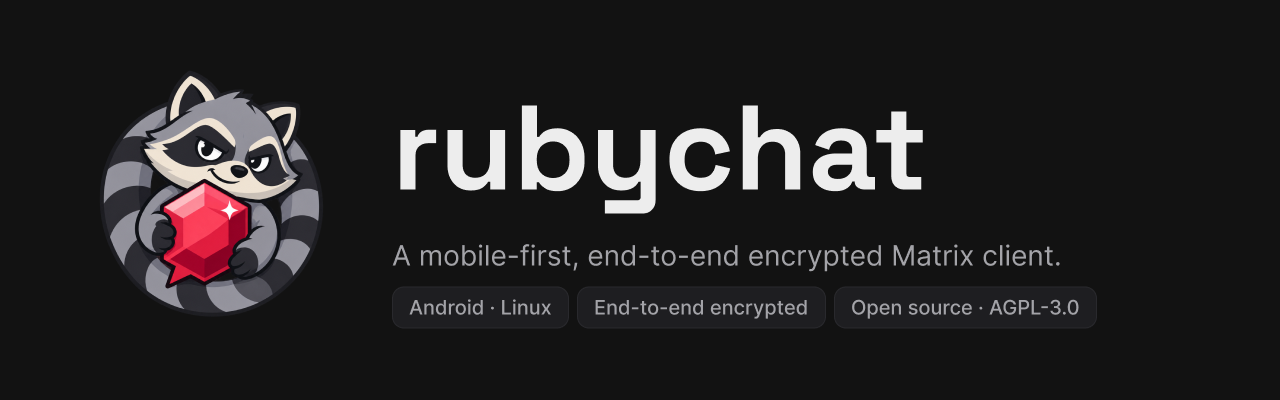 rubychat
A mobile-first, end-to-end encrypted Matrix client.
Android · Linux
End-to-end encrypted
Open source · AGPL-3.0